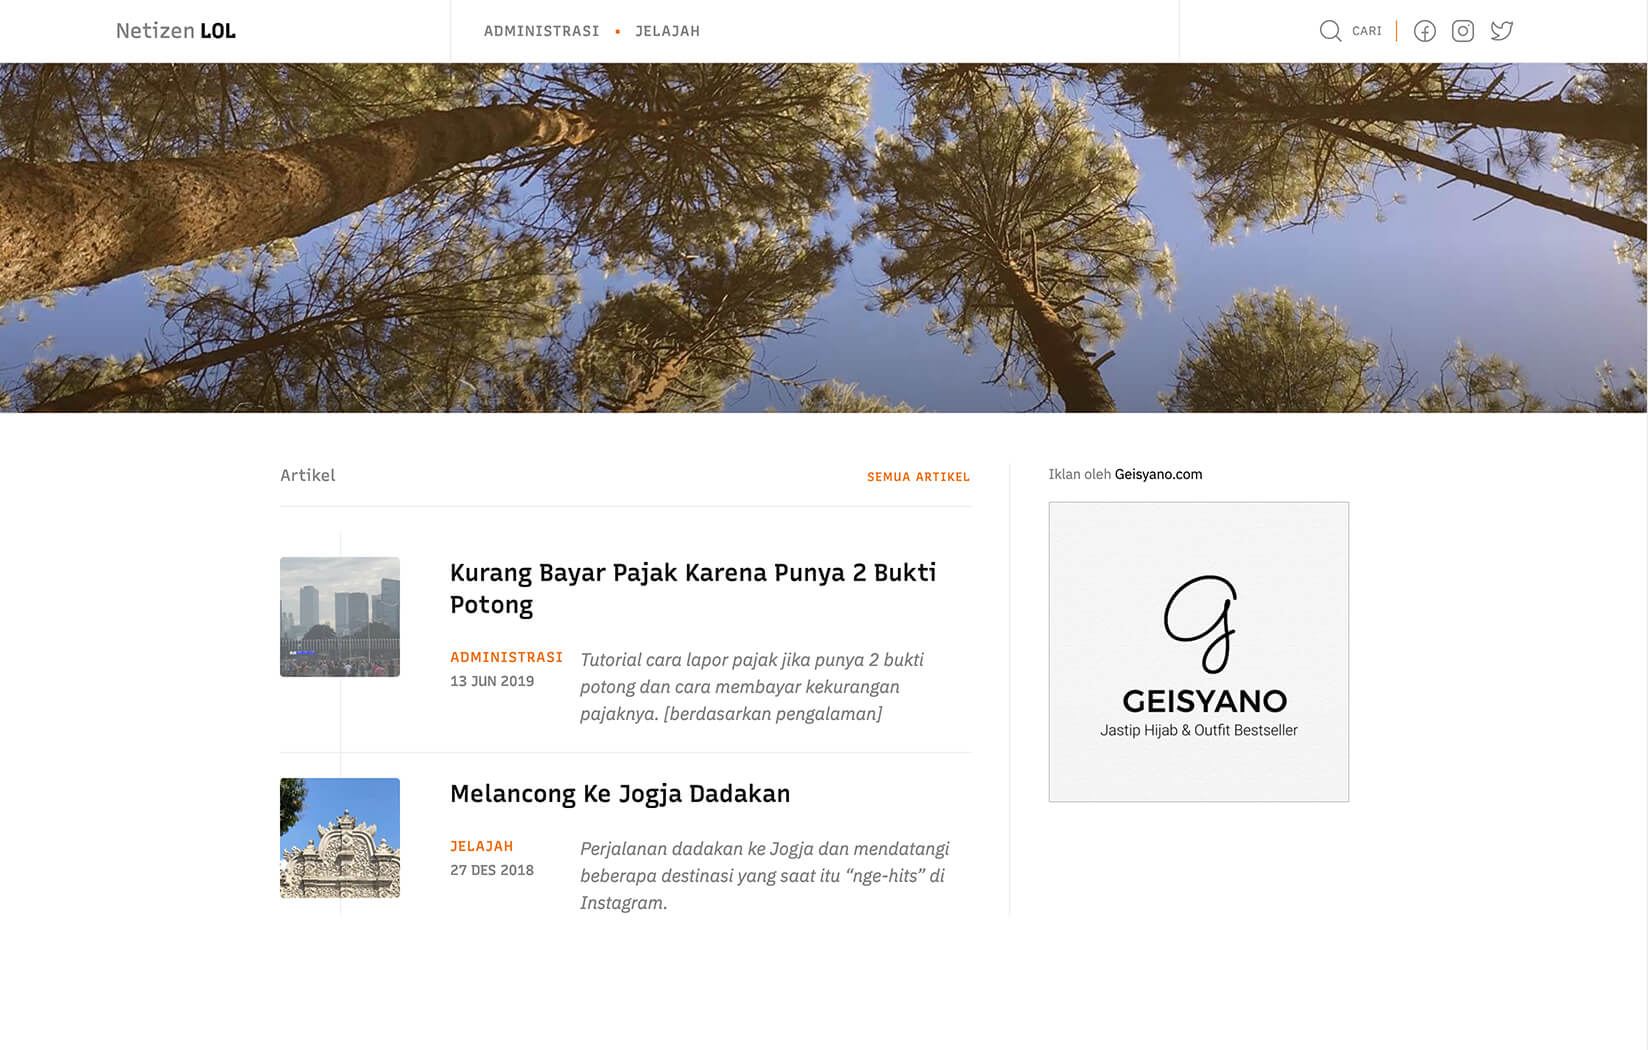 Netizen LOL
ADMINISTRASI • JELAJAH
CARI
Artikel
SEMUA ARTIKEL
Kurang Bayar Pajak Karena Punya 2 Bukti
Potong
ADMINISTRASI
13 JUN 2019
Tutorial cara lapor pajak jika punya 2 bukti
potong dan cara membayar kekurangan
pajaknya. [berdasarkan pengalaman]
Melancong Ke Jogja Dadakan
JELAJAH
27 DES 2018
Perjalanan dadakan ke Jogja dan mendatangi
beberapa destinasi yang saat itu “nge-hits” di
Instagram.
Iklan oleh Geisyano.com
GEISYANO
Jastip Hijab & Outfit Bestseller